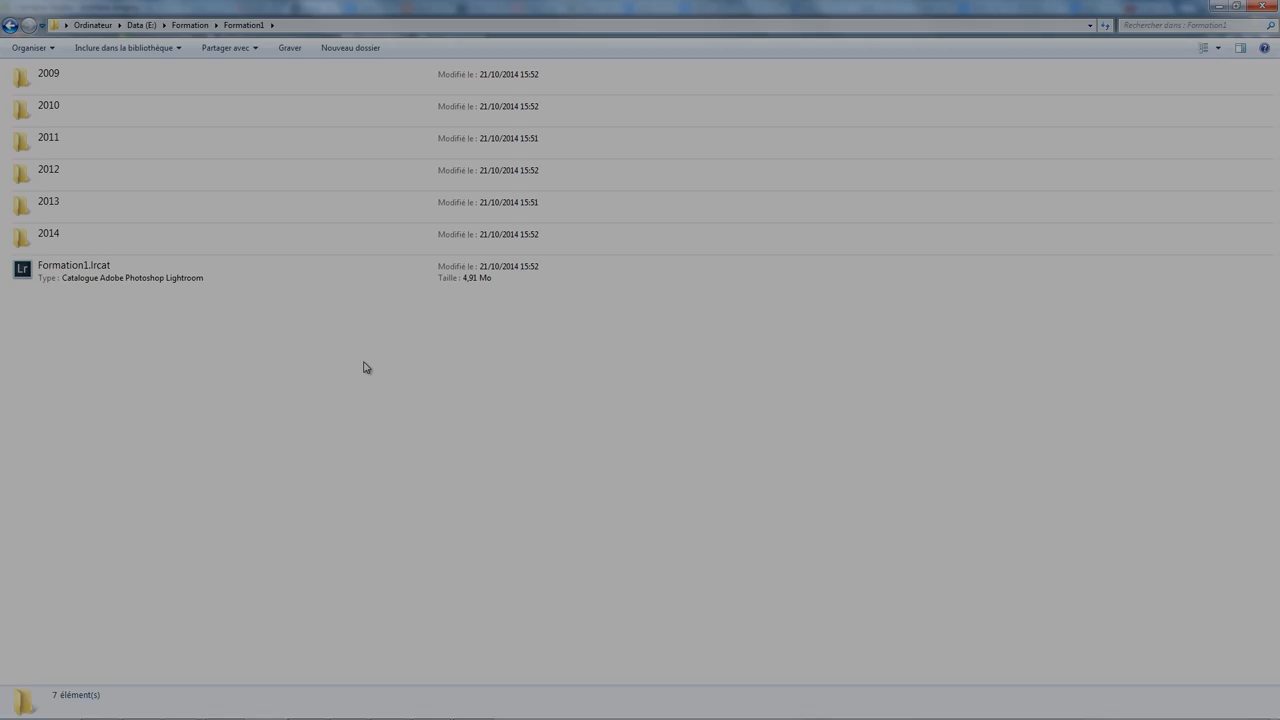 Ordinateur Data (E:) Formation Formation1 Rechercher dans : Formation1
Organiser Inclure dans la bibliothèque Partager avec Graver Nouveau dossier
2009 Modifié le : 21/10/2014 15:52
2010 Modifié le : 21/10/2014 15:52
2011 Modifié le : 21/10/2014 15:51
2012 Modifié le : 21/10/2014 15:52
2013 Modifié le : 21/10/2014 15:51
2014 Modifié le : 21/10/2014 15:52
Lr Formation1.lrcat Modifié le : 21/10/2014 15:52
Type : Catalogue Adobe Photoshop Lightroom Taille : 4,91 Mo
7 élément(s)